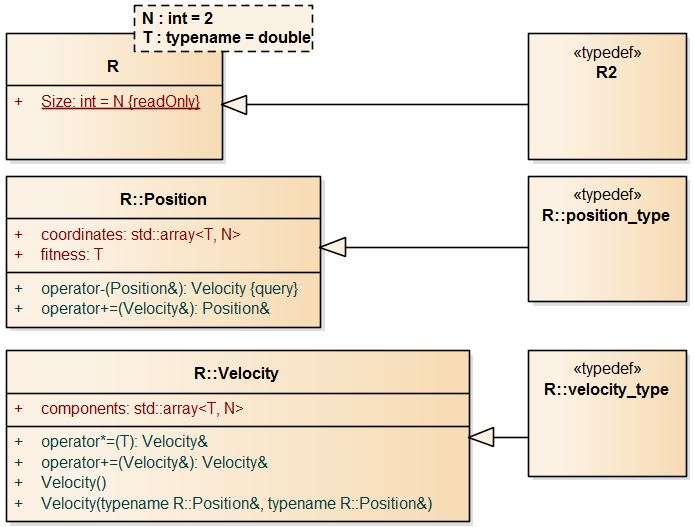 N : int = 2
T : typename = double
R
+ Size: int = N {readOnly}
«typedef»
R2
R::Position
+ coordinates: std::array<T, N>
+ fitness: T
+ operator-(Position&): Velocity {query}
+ operator+=(Velocity&): Position&
«typedef»
R::position_type
R::Velocity
+ components: std::array<T, N>
+ operator*=(T): Velocity&
+ operator+=(Velocity&): Velocity&
+ Velocity()
+ Velocity(typename R::Position&, typename R::Position&)
«typedef»
R::velocity_type